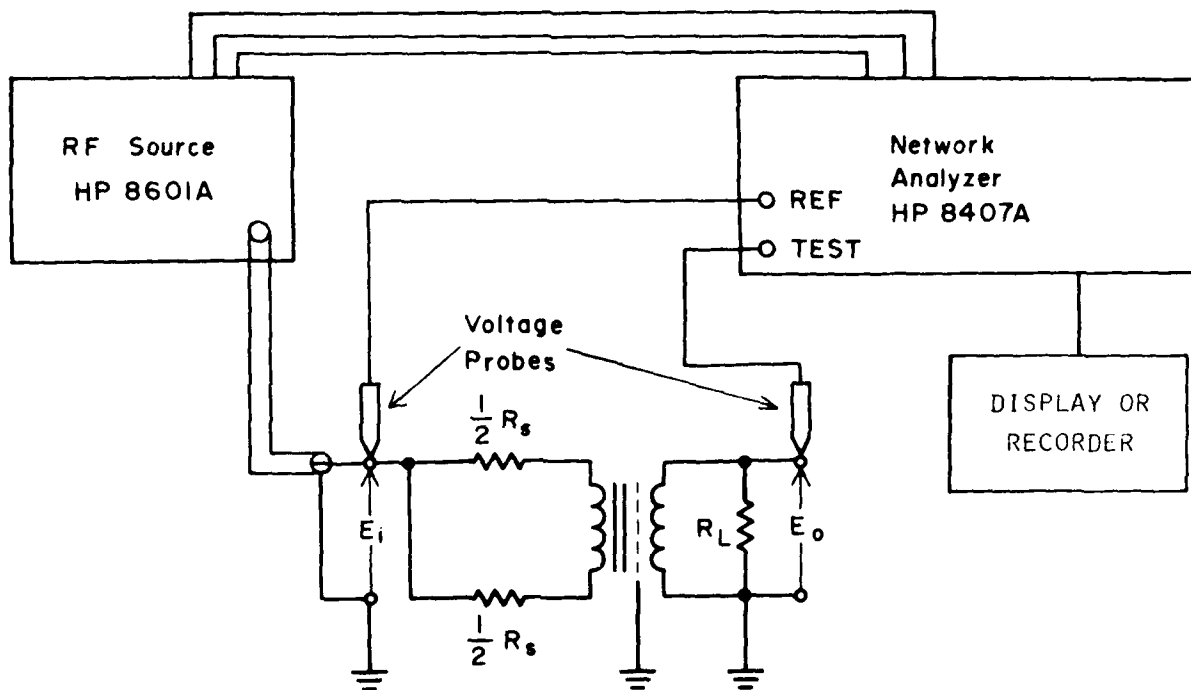 RF Source
HP 8601A
Network
Analyzer
HP 8407A
REF
TEST
Voltage
Probes
DISPLAY OR
RECORDER
1/2 Rs
Ei
RL
Eo
1/2 Rs